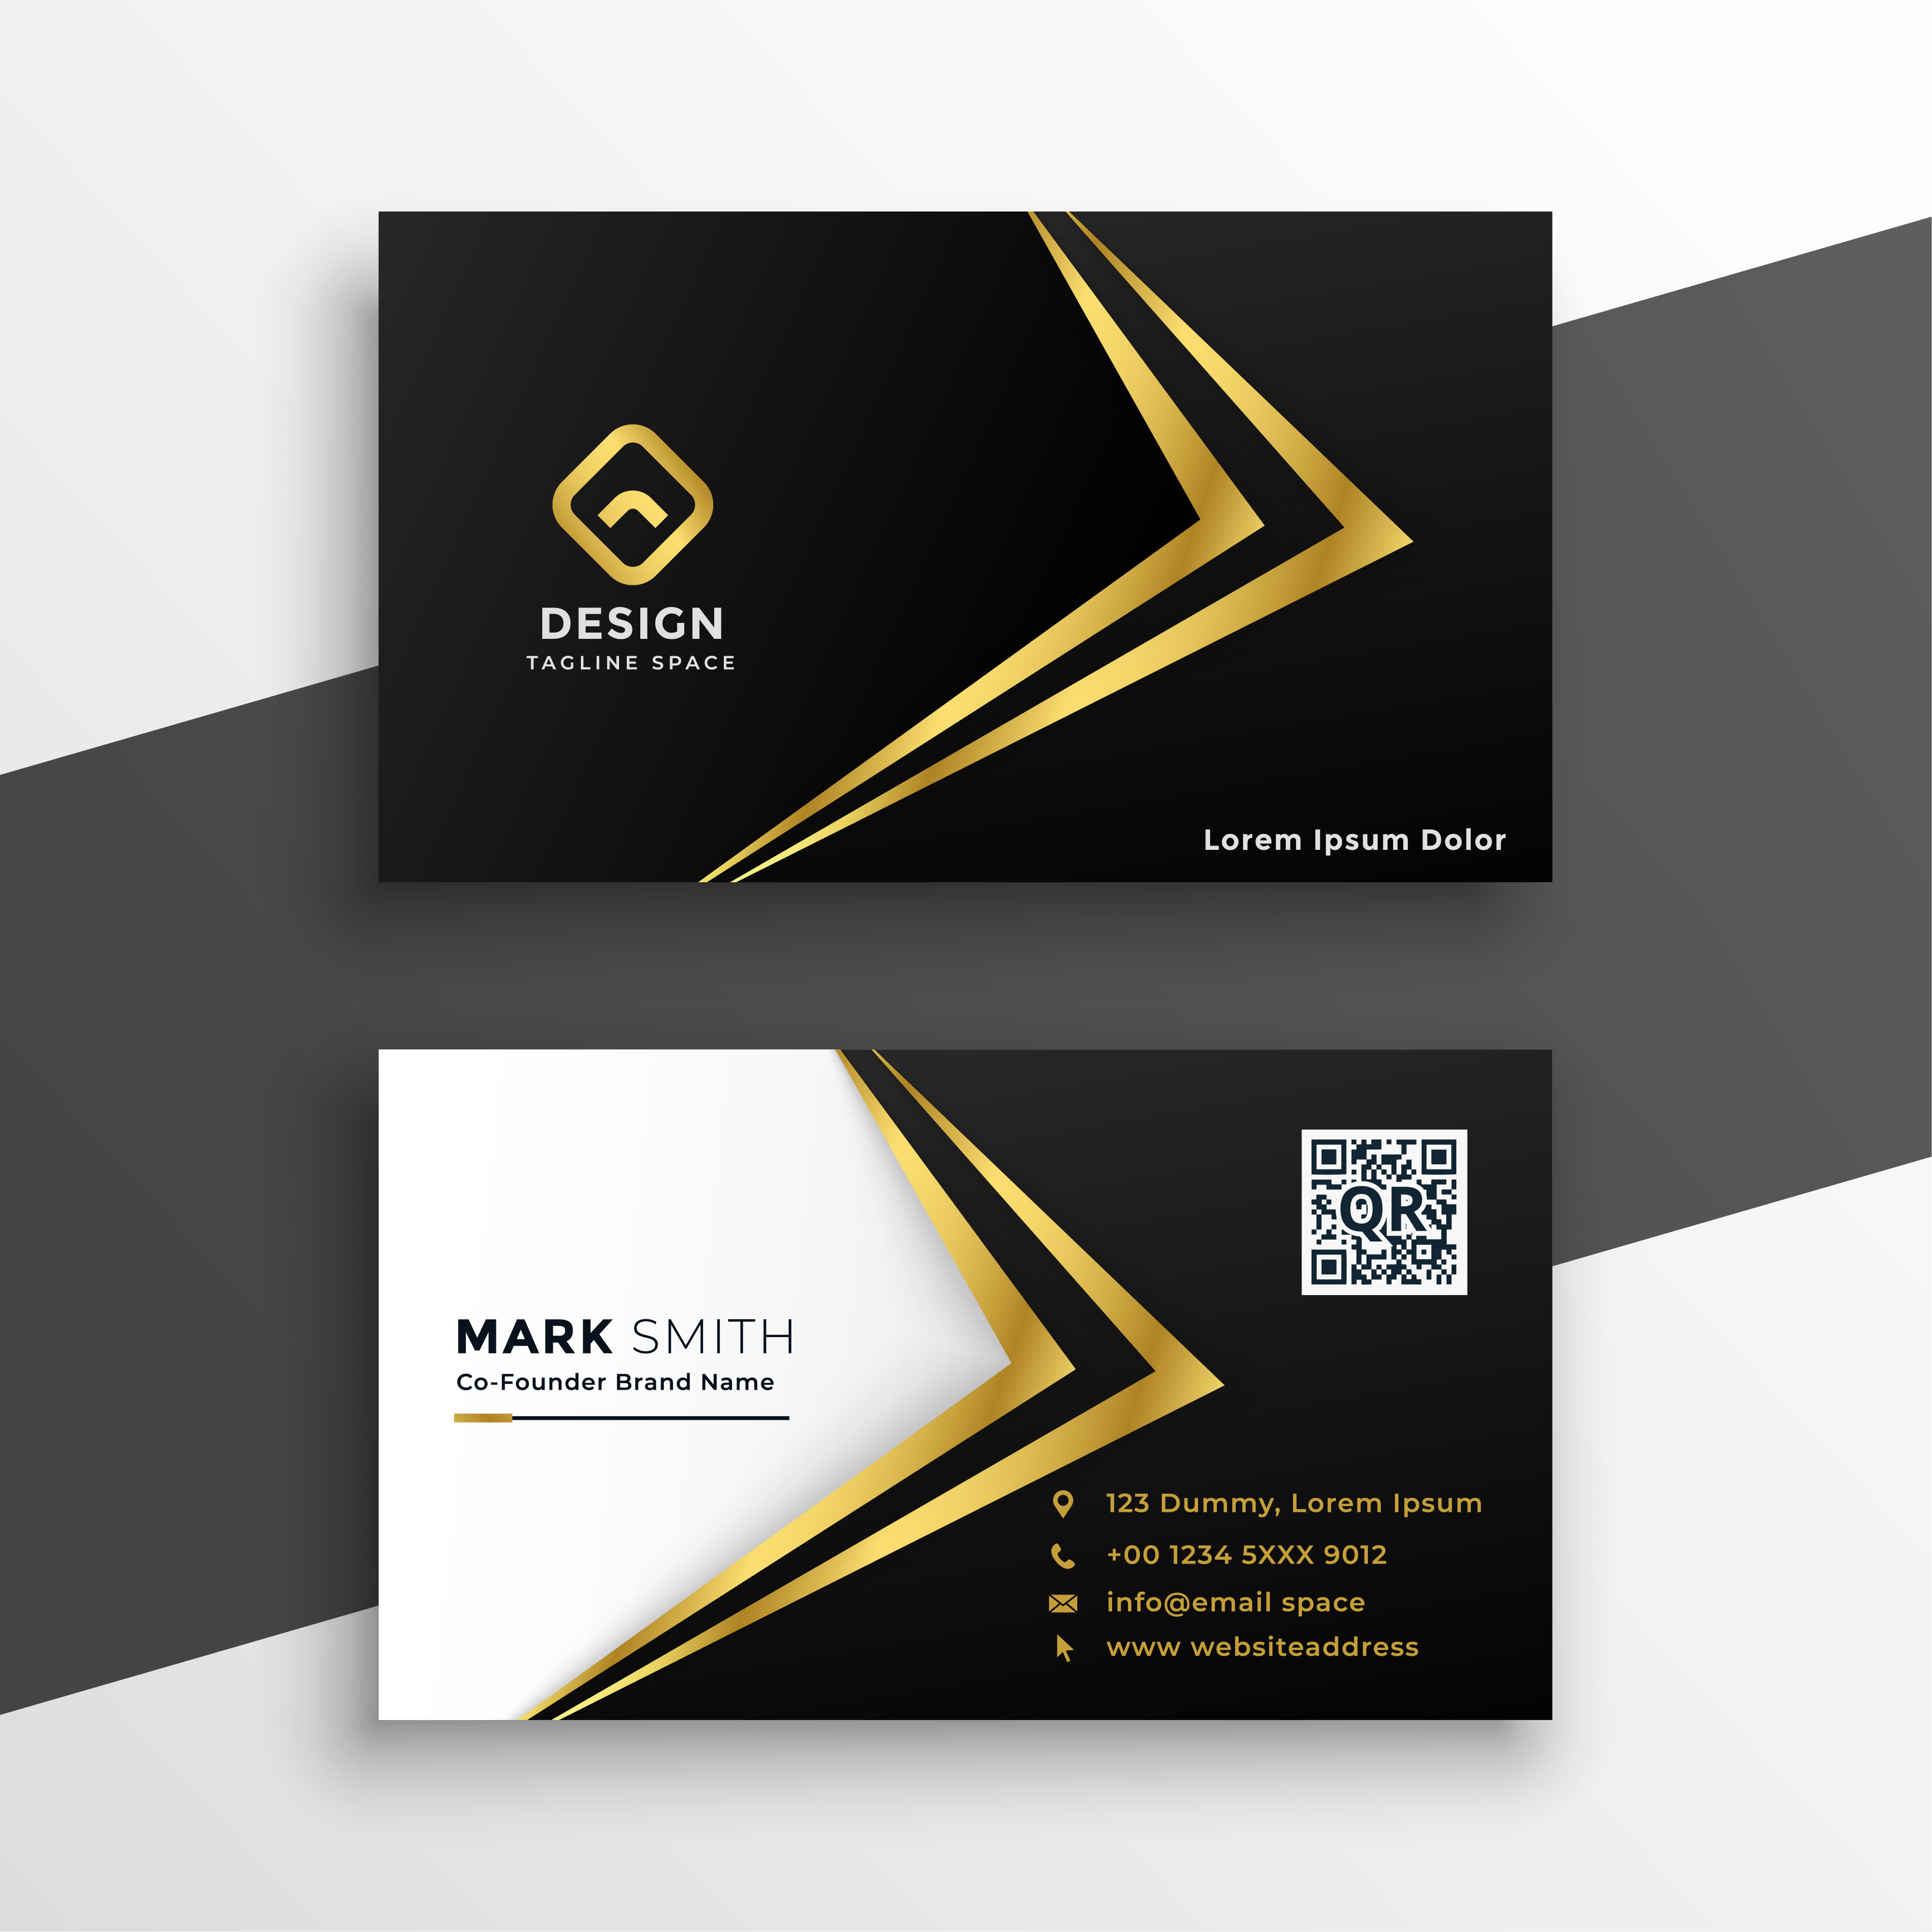 DESIGN
TAGLINE SPACE
Lorem Ipsum Dolor
QR
MARK SMITH
Co-Founder Brand Name
123 Dummy, Lorem Ipsum
+00 1234 5XXX 9012
info@email space
www websiteaddress